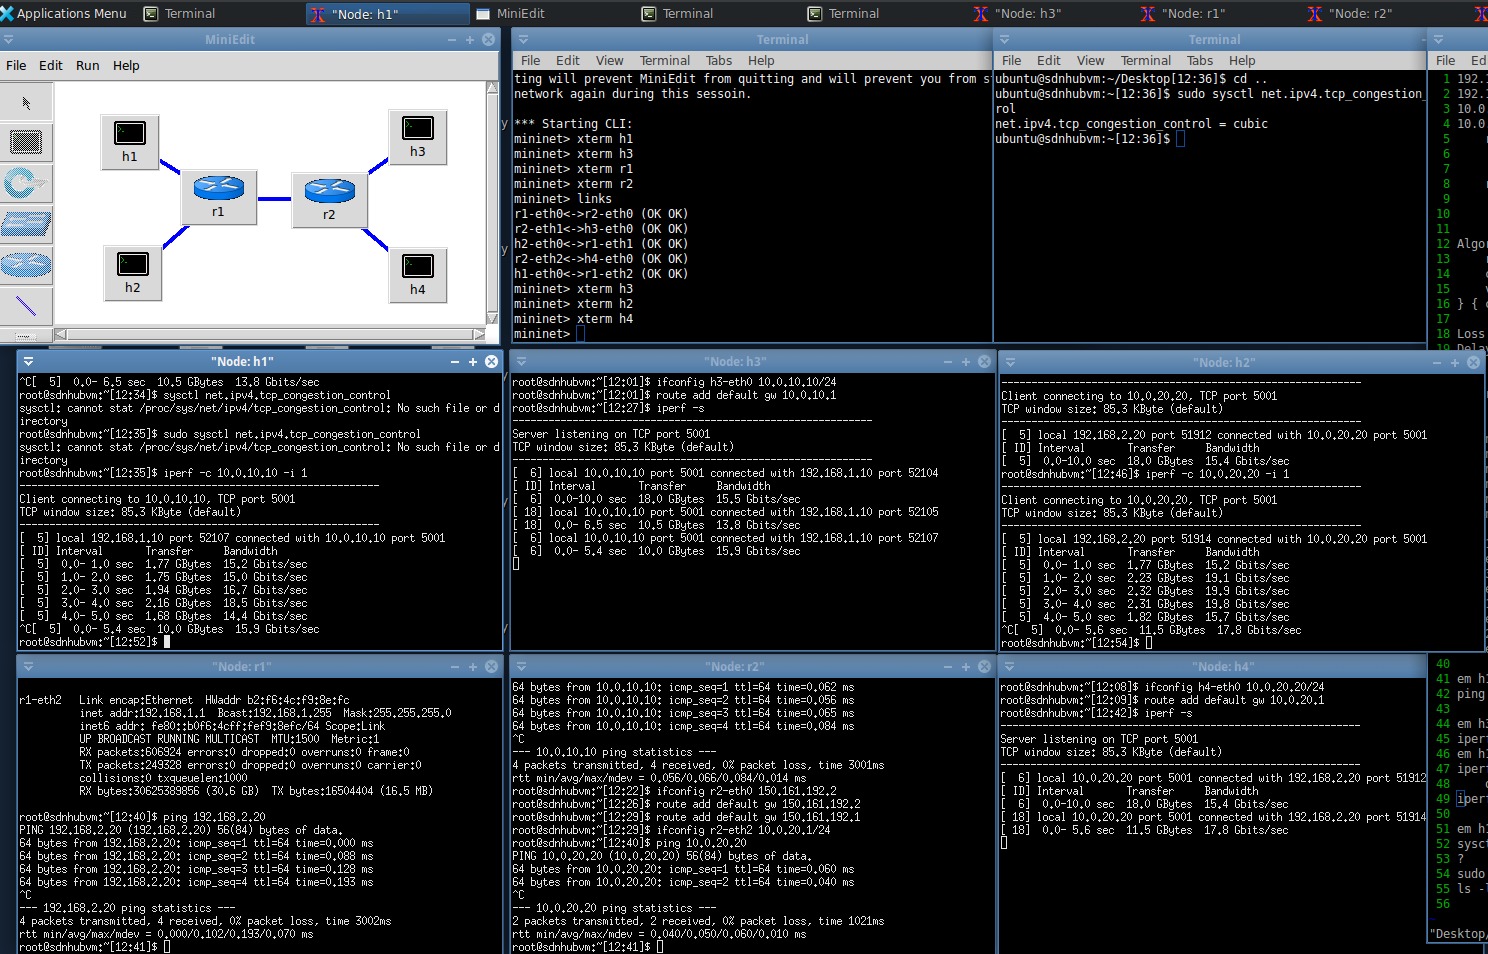 Applications Menu
Terminal
"Node: h1"
MiniEdit
Terminal
Terminal
"Node: h3"
"Node: r1"
"Node: r2"
MiniEdit
File Edit Run Help
h1
h3
r1
r2
h2
h4
Terminal
File Edit View Terminal Tabs Help
ting will prevent MiniEdit from quitting and will prevent you from s
network again during this sessoin.
*** Starting CLI:
mininet> xterm h1
mininet> xterm h3
mininet> xterm r1
mininet> xterm r2
mininet> links
r1-eth0<->r2-eth0 (OK OK)
r2-eth1<->h3-eth0 (OK OK)
h2-eth0<->r1-eth1 (OK OK)
r2-eth2<->h4-eth0 (OK OK)
h1-eth0<->r1-eth2 (OK OK)
mininet> xterm h3
mininet> xterm h2
mininet> xterm h4
mininet>
Terminal
File Edit View Terminal Tabs Help
ubuntu@sdnhubvm:~/Desktop[12:36]$ cd ..
ubuntu@sdnhubvm:~[12:36]$ sudo sysctl net.ipv4.tcp_congestion_
rol
net.ipv4.tcp_congestion_control = cubic
ubuntu@sdnhubvm:~[12:36]$
File Ed
1 192.1
2 192.1
3 10.0
4 10.0
5
6
7
8
9
10
11
12 Algor
13
14
15
16 } { c
17
18 Loss
19 Dela
"Node: h1"
^C[ 5] 0.0- 6.5 sec 10.5 GBytes 13.8 Gbits/sec
root@sdnhubvm:~[12:34]$ sysctl net.ipv4.tcp_congestion_control
sysctl: cannot stat /proc/sys/net/ipv4/tcp_congestion_control: No such file or d
irectory
root@sdnhubvm:~[12:35]$ sudo sysctl net.ipv4.tcp_congestion_control
sysctl: cannot stat /proc/sys/net/ipv4/tcp_congestion_control: No such file or d
irectory
root@sdnhubvm:~[12:35]$ iperf -c 10.0.10.10 -i 1
------------------------------------------------------------
Client connecting to 10.0.10.10, TCP port 5001
TCP window size: 85.3 KByte (default)
------------------------------------------------------------
[ 5] local 192.168.1.10 port 52107 connected with 10.0.10.10 port 5001
[ ID] Interval Transfer Bandwidth
[ 5] 0.0- 1.0 sec 1.77 GBytes 15.2 Gbits/sec
[ 5] 1.0- 2.0 sec 1.75 GBytes 15.0 Gbits/sec
[ 5] 2.0- 3.0 sec 1.94 GBytes 16.7 Gbits/sec
[ 5] 3.0- 4.0 sec 2.16 GBytes 18.5 Gbits/sec
[ 5] 4.0- 5.0 sec 1.68 GBytes 14.4 Gbits/sec
^C[ 5] 0.0- 5.4 sec 10.0 GBytes 15.9 Gbits/sec
root@sdnhubvm:~[12:52]$
"Node: h3"
root@sdnhubvm:~[12:01]$ ifconfig h3-eth0 10.0.10.10/24
root@sdnhubvm:~[12:01]$ route add default gw 10.0.10.1
root@sdnhubvm:~[12:27]$ iperf -s
------------------------------------------------------------
Server listening on TCP port 5001
TCP window size: 85.3 KByte (default)
------------------------------------------------------------
[ 6] local 10.0.10.10 port 5001 connected with 192.168.1.10 port 52104
[ ID] Interval Transfer Bandwidth
[ 6] 0.0-10.0 sec 18.0 GBytes 15.5 Gbits/sec
[ 18] local 10.0.10.10 port 5001 connected with 192.168.1.10 port 52105
[ 18] 0.0- 6.5 sec 10.5 GBytes 13.8 Gbits/sec
[ 6] local 10.0.10.10 port 5001 connected with 192.168.1.10 port 52107
[ 6] 0.0- 5.4 sec 10.0 GBytes 15.9 Gbits/sec
"Node: h2"
------------------------------------------------------------
Client connecting to 10.0.20.20, TCP port 5001
TCP window size: 85.3 KByte (default)
------------------------------------------------------------
[ 5] local 192.168.2.20 port 51912 connected with 10.0.20.20 port 5001
[ ID] Interval Transfer Bandwidth
[ 5] 0.0-10.0 sec 18.0 GBytes 15.4 Gbits/sec
root@sdnhubvm:~[12:46]$ iperf -c 10.0.20.20 -i 1
------------------------------------------------------------
Client connecting to 10.0.20.20, TCP port 5001
TCP window size: 85.3 KByte (default)
------------------------------------------------------------
[ 5] local 192.168.2.20 port 51914 connected with 10.0.20.20 port 5001
[ ID] Interval Transfer Bandwidth
[ 5] 0.0- 1.0 sec 1.77 GBytes 15.2 Gbits/sec
[ 5] 1.0- 2.0 sec 2.23 GBytes 19.1 Gbits/sec
[ 5] 2.0- 3.0 sec 2.32 GBytes 19.9 Gbits/sec
[ 5] 3.0- 4.0 sec 2.31 GBytes 19.8 Gbits/sec
[ 5] 4.0- 5.0 sec 1.82 GBytes 15.7 Gbits/sec
^C[ 5] 0.0- 5.6 sec 11.5 GBytes 17.8 Gbits/sec
root@sdnhubvm:~[12:54]$
"Node: r1"
r1-eth2 Link encap:Ethernet HWaddr b2:f6:4c:f9:8e:fc
inet addr:192.168.1.1 Bcast:192.168.1.255 Mask:255.255.255.0
inet6 addr: fe80::b0f6:4cff:fef9:8efc/64 Scope:Link
UP BROADCAST RUNNING MULTICAST MTU:1500 Metric:1
RX packets:606924 errors:0 dropped:0 overruns:0 frame:0
TX packets:249328 errors:0 dropped:0 overruns:0 carrier:0
collisions:0 txqueuelen:1000
RX bytes:30625389856 (30.6 GB) TX bytes:16504404 (16.5 MB)
root@sdnhubvm:~[12:40]$ ping 192.168.2.20
PING 192.168.2.20 (192.168.2.20) 56(84) bytes of data.
64 bytes from 192.168.2.20: icmp_seq=1 ttl=64 time=0.000 ms
64 bytes from 192.168.2.20: icmp_seq=2 ttl=64 time=0.088 ms
64 bytes from 192.168.2.20: icmp_seq=3 ttl=64 time=0.128 ms
64 bytes from 192.168.2.20: icmp_seq=4 ttl=64 time=0.193 ms
^C
--- 192.168.2.20 ping statistics ---
4 packets transmitted, 4 received, 0% packet loss, time 3002ms
rtt min/avg/max/mdev = 0.000/0.102/0.193/0.070 ms
root@sdnhubvm:~[12:41]$
"Node: r2"
64 bytes from 10.0.10.10: icmp_seq=1 ttl=64 time=0.062 ms
64 bytes from 10.0.10.10: icmp_seq=2 ttl=64 time=0.056 ms
64 bytes from 10.0.10.10: icmp_seq=3 ttl=64 time=0.065 ms
64 bytes from 10.0.10.10: icmp_seq=4 ttl=64 time=0.084 ms
^C
--- 10.0.10.10 ping statistics ---
4 packets transmitted, 4 received, 0% packet loss, time 3001ms
rtt min/avg/max/mdev = 0.056/0.066/0.084/0.014 ms
root@sdnhubvm:~[12:22]$ ifconfig r2-eth0 150.161.192.2
root@sdnhubvm:~[12:26]$ route add default gw 150.161.192.2
root@sdnhubvm:~[12:29]$ route add default gw 150.161.192.1
root@sdnhubvm:~[12:29]$ ifconfig r2-eth2 10.0.20.1/24
root@sdnhubvm:~[12:40]$ ping 10.0.20.20
PING 10.0.20.20 (10.0.20.20) 56(84) bytes of data.
64 bytes from 10.0.20.20: icmp_seq=1 ttl=64 time=0.060 ms
64 bytes from 10.0.20.20: icmp_seq=2 ttl=64 time=0.040 ms
^C
--- 10.0.20.20 ping statistics ---
2 packets transmitted, 2 received, 0% packet loss, time 1021ms
rtt min/avg/max/mdev = 0.040/0.050/0.060/0.010 ms
root@sdnhubvm:~[12:41]$
"Node: h4"
root@sdnhubvm:~[12:08]$ ifconfig h4-eth0 10.0.20.20/24
root@sdnhubvm:~[12:09]$ route add default gw 10.0.20.1
root@sdnhubvm:~[12:42]$ iperf -s
------------------------------------------------------------
Server listening on TCP port 5001
TCP window size: 85.3 KByte (default)
------------------------------------------------------------
[ 6] local 10.0.20.20 port 5001 connected with 192.168.2.20 port 51912
[ ID] Interval Transfer Bandwidth
[ 6] 0.0-10.0 sec 18.0 GBytes 15.4 Gbits/sec
[ 18] local 10.0.20.20 port 5001 connected with 192.168.2.20 port 51914
[ 18] 0.0- 5.6 sec 11.5 GBytes 17.8 Gbits/sec
40
41 em h1
42 ping
43
44 em h3
45 iperf
46 em h1
47 iper
48
49 iperf
50
51 em h1
52 sysct
53 ?
54 sudo
55 ls -l
56
"Desktop/